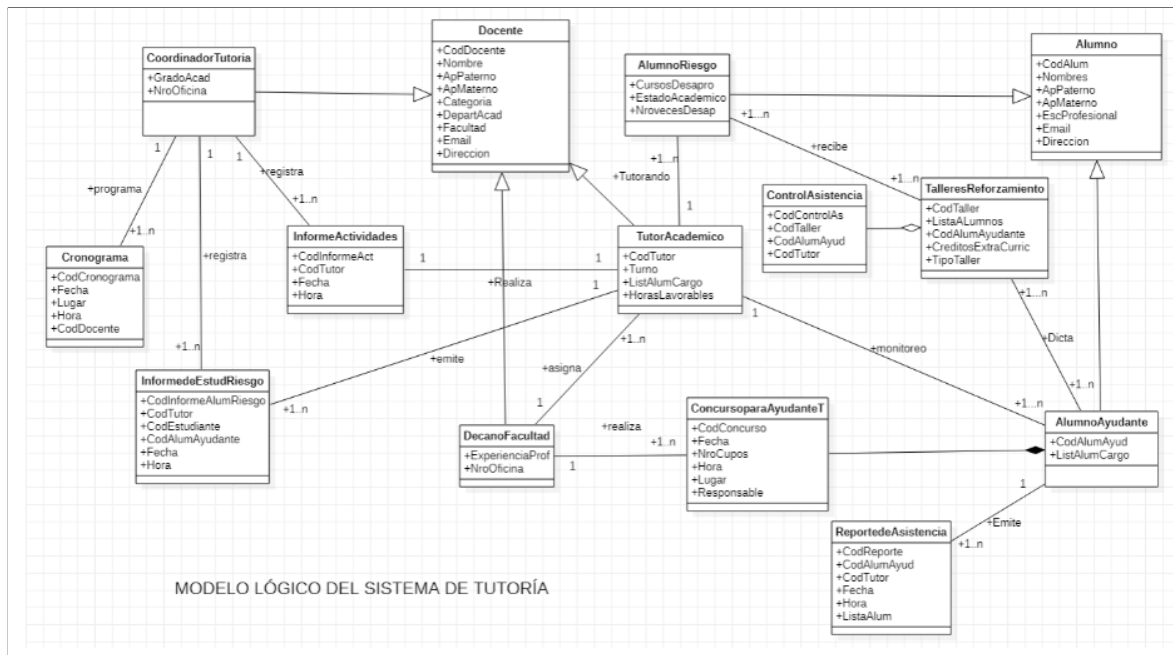 Docente
+CodDocente
+Nombre
+ApPaterno
+ApMaterno
+Categoria
+DepartAcad
+Facultad
+Email
+Direccion
CoordinadorTutoria
+GradoAcad
+NroOficina
AlumnoRiesgo
+CursosDesapro
+EstadoAcademico
+NrovecesDesap
Alumno
+CodAlum
+Nombres
+ApPaterno
+ApMaterno
+EscProfesional
+Email
+Direccion
1
1
1
+programa
+registra
+1..n
+1..n
+registra
+1...n
+recibe
+1..n
+1...n
+Tutorando
1
Cronograma
+CodCronograma
+Fecha
+Lugar
+Hora
+CodDocente
InformeActividades
+CodInformeAct
+CodTutor
+Fecha
+Hora
1
1
+Realiza
TutorAcademico
+CodTutor
+Turno
+ListAlumCargo
+HorasLavorables
ControlAsistencia
+CodControlAs
+CodTaller
+CodAlumAyud
+CodTutor
TalleresReforzamiento
+CodTaller
+ListaALumnos
+CodAlumAyudante
+CreditosExtraCurric
+TipoTaller
1
+emite
+1..n
+1..n
+asigna
1
1
+monitoreo
+1...n
+1...n
+Dicta
+1..n
+1..n
InformedeEstudRiesgo
+CodInformeAlumRiesgo
+CodTutor
+CodEstudiante
+CodAlumAyudante
+Fecha
+Hora
DecanoFacultad
+ExperienciaProf
+NroOficina
+realiza
+1..n
1
ConcursoparaAyudanteT
+CodConcurso
+Fecha
+NroCupos
+Hora
+Lugar
+Responsable
AlumnoAyudante
+CodAlumAyud
+ListAlumCargo
1
+Emite
+1..n
ReportedeAsistencia
+CodReporte
+CodAlumAyud
+CodTutor
+Fecha
+Hora
+ListaAlum
MODELO LÓGICO DEL SISTEMA DE TUTORÍA